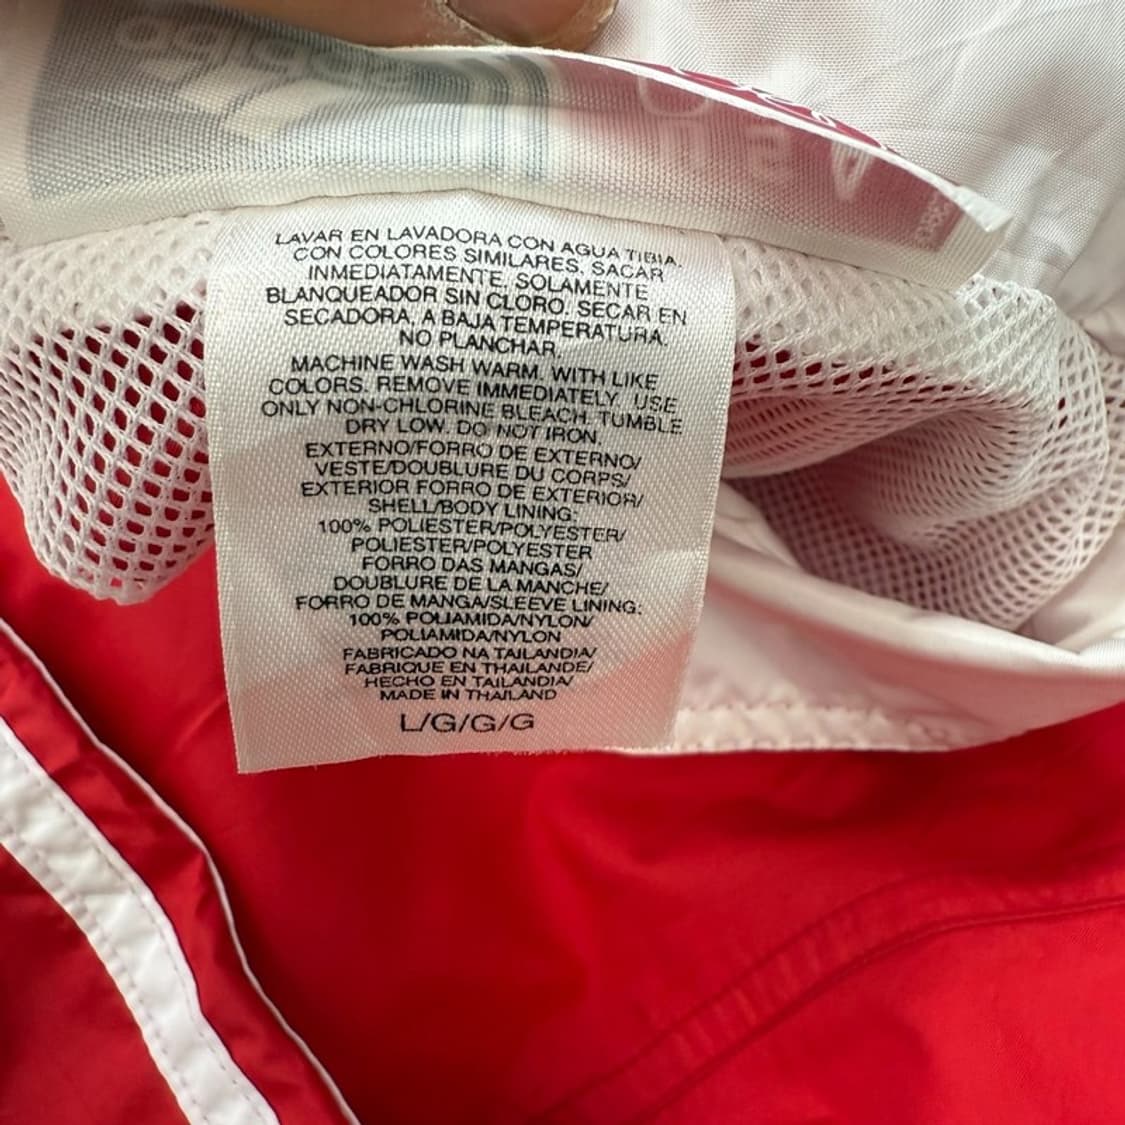 adidas
LAVAR EN LAVADORA CON AGUA TIBIA.
CON COLORES SIMILARES. SACAR
INMEDIATAMENTE. SOLAMENTE
BLANQUEADOR SIN CLORO. SECAR EN
SECADORA, A BAJA TEMPERATURA.
NO PLANCHAR.
MACHINE WASH WARM. WITH LIKE
COLORS. REMOVE IMMEDIATELY. USE
ONLY NON-CHLORINE BLEACH. TUMBLE
DRY LOW. DO NOT IRON.
EXTERNO/FORRO DE EXTERNO/
VESTE/DOUBLURE DU CORPS/
EXTERIOR FORRO DE EXTERIOR/
SHELL/BODY LINING:
100% POLIESTER/POLYESTER/
POLIESTER/POLYESTER
FORRO DAS MANGAS/
DOUBLURE DE LA MANCHE/
FORRO DE MANGA/SLEEVE LINING:
100% POLIAMIDA/NYLON/
POLIAMIDA/NYLON
FABRICADO NA TAILANDIA/
FABRIQUE EN THAILANDE/
HECHO EN TAILANDIA/
MADE IN THAILAND
L/G/G/G